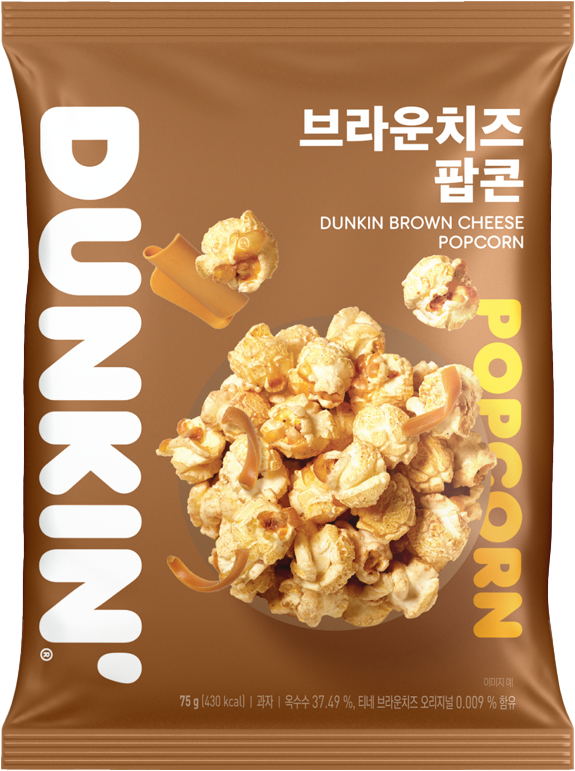 DUNKIN'
®
브라운치즈
팝콘
DUNKIN BROWN CHEESE
POPCORN
POPCORN
이미지 예
75 g (430 kcal) | 과자 | 옥수수 37.49 %, 티네 브라운치즈 오리지널 0.009 % 함유